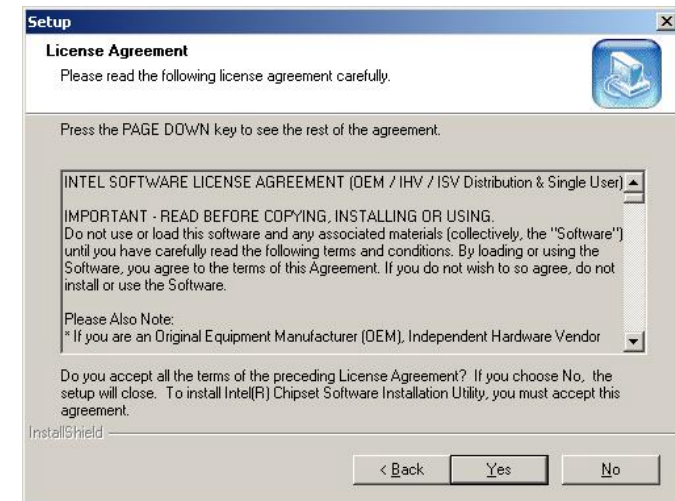 Setup
License Agreement
Please read the following license agreement carefully.
Press the PAGE DOWN key to see the rest of the agreement.
INTEL SOFTWARE LICENSE AGREEMENT (OEM / IHV / ISV Distribution & Single User)
IMPORTANT - READ BEFORE COPYING, INSTALLING OR USING.
Do not use or load this software and any associated materials (collectively, the "Software")
until you have carefully read the following terms and conditions. By loading or using the
Software, you agree to the terms of this Agreement. If you do not wish to so agree, do not
install or use the Software.
Please Also Note:
* If you are an Original Equipment Manufacturer (OEM), Independent Hardware Vendor
Do you accept all the terms of the preceding License Agreement? If you choose No, the
setup will close. To install Intel(R) Chipset Software Installation Utility, you must accept this
agreement.
InstallShield
< Back
Yes
No